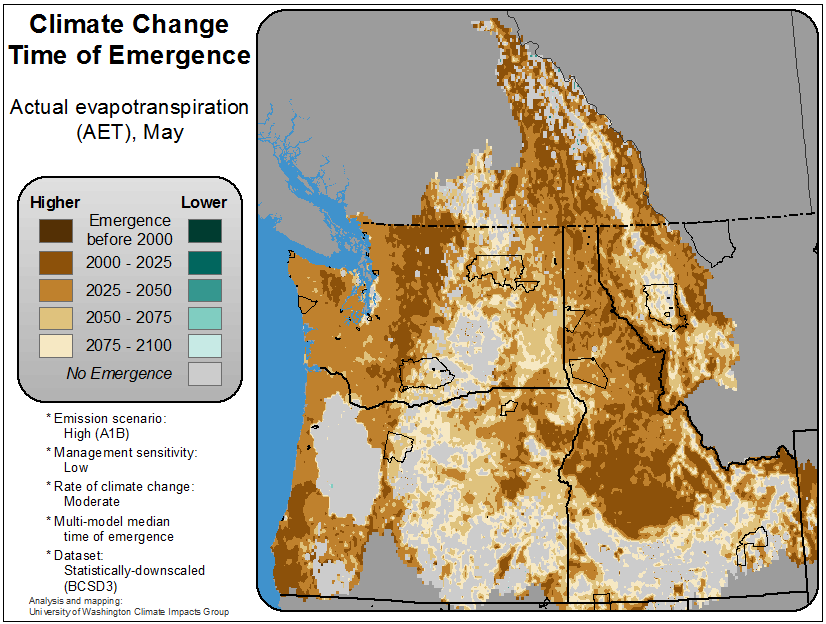 Climate Change
Time of Emergence
Actual evapotranspiration
(AET), May
Higher Lower
Emergence
before 2000
2000 - 2025
2025 - 2050
2050 - 2075
2075 - 2100
No Emergence
* Emission scenario:
High (A1B)
* Management sensitivity:
Low
* Rate of climate change:
Moderate
* Multi-model median
time of emergence
* Dataset:
Statistically-downscaled
(BCSD3)
Analysis and mapping:
University of Washington Climate Impacts Group